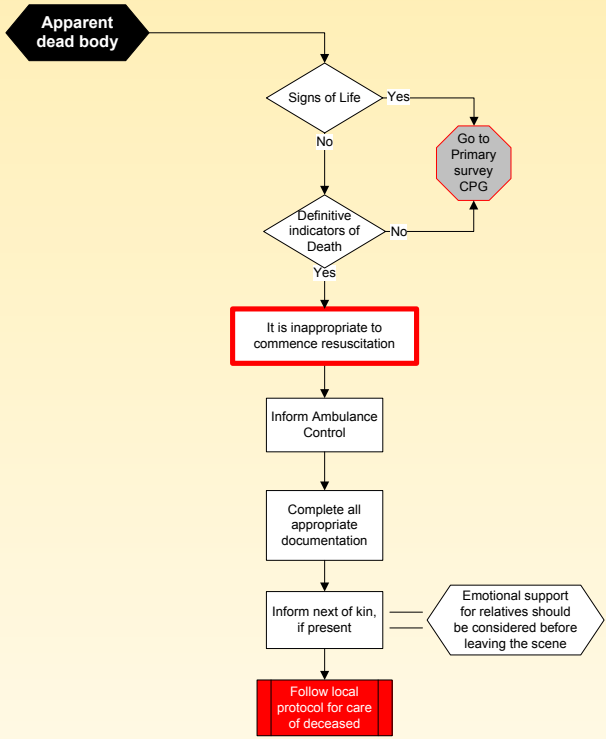 Apparent
dead body
Signs of Life
Yes
Go to
Primary
survey
CPG
No
Definitive
indicators of
Death
No
Yes
It is inappropriate to
commence resuscitation
Inform Ambulance
Control
Complete all
appropriate
documentation
Inform next of kin,
if present
Emotional support
for relatives should
be considered before
leaving the scene
Follow local
protocol for care
of deceased